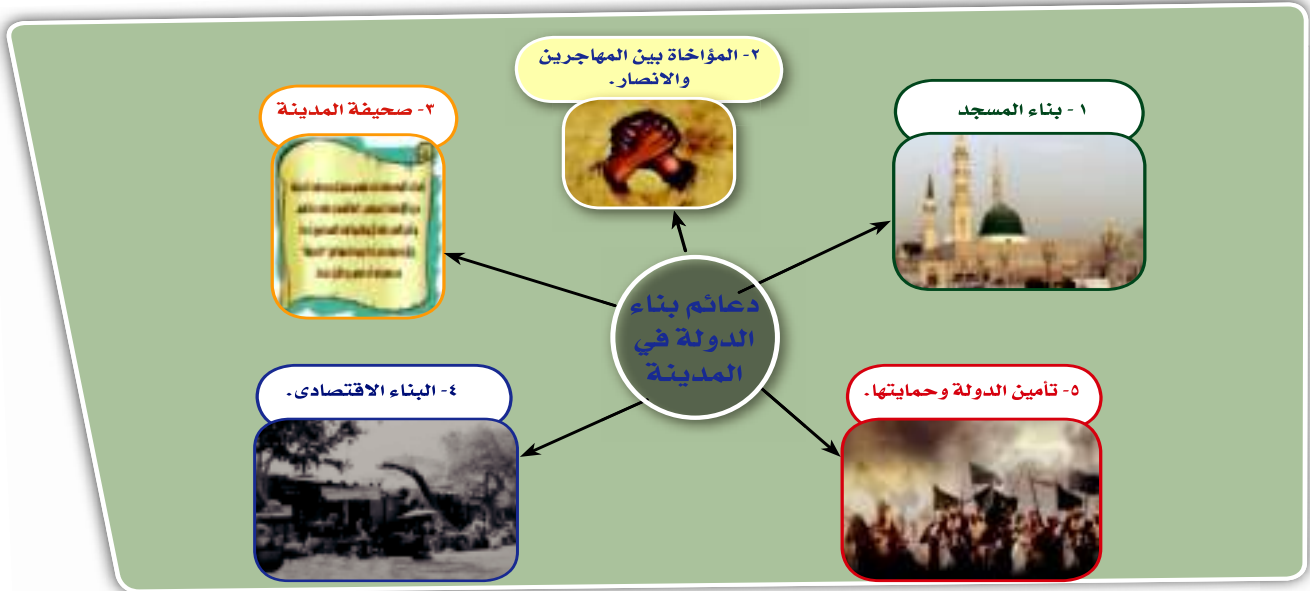 ١ - بناء المسجد
٢- المؤاخاة بين المهاجرين
والانصار.
٣- صحيفة المدينة
٤- البناء الاقتصادى.
٥- تأمين الدولة وحمايتها.
دعائم بناء
الدولة في
المدينة